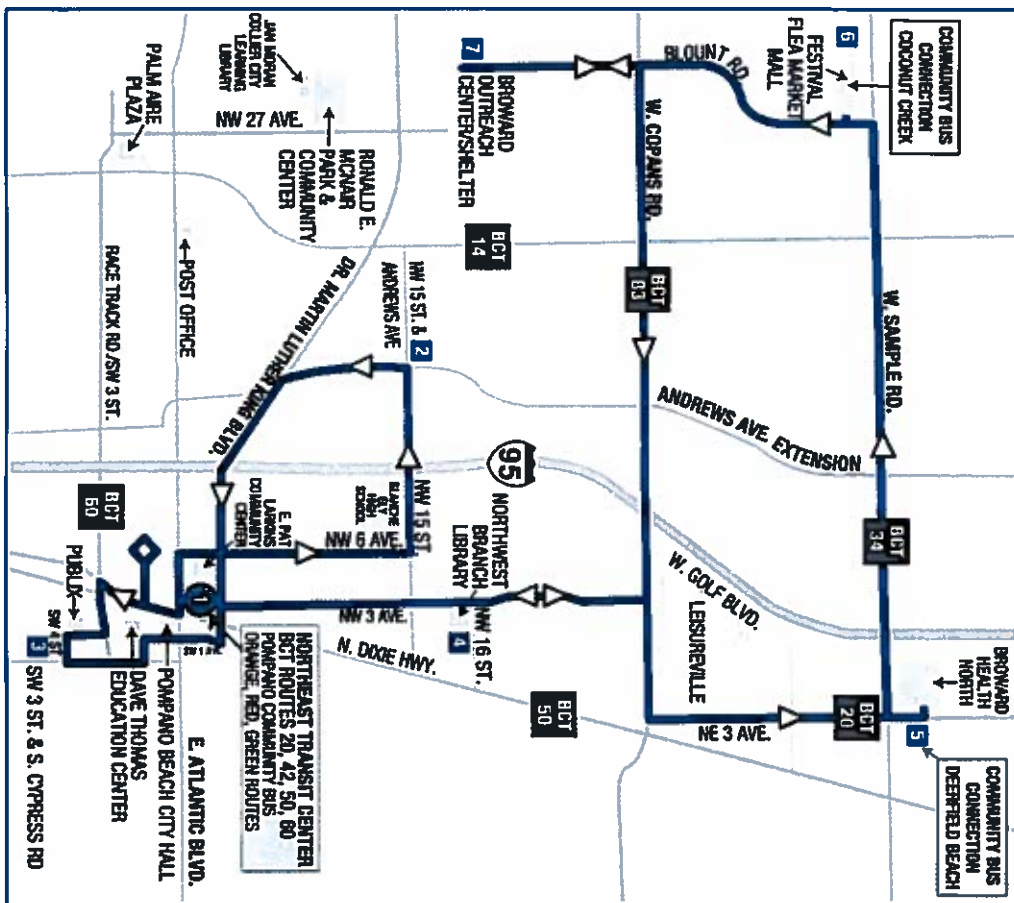 COMMUNITY BUS
CONNECTION
COCONUT CREEK
6
FESTIVAL
FLEA MARKET
MALL
BLOUNT RD
7
BROWARD
OUTREACH
CENTER/SHELTER
JAN MORAN
COLLIER CITY
LEARNING
LIBRARY
NW 27 AVE.
PALM AIRE
PLAZA
RONALD E.
MCNAIR
PARK &
COMMUNITY
CENTER
W. COPANS RD.
BCT
14
BCT
83
W. SAMPLE RD.
POST OFFICE
RACE TRACK RD./SW 3 ST.
DR. MARTIN LUTHER KING BLVD.
NW 15 ST. &
ANDREWS AVE
2
ANDREWS AVE. EXTENSION
95
BCT
34
BCT
60
E. PAT
LARKINS
COMMUNITY
CENTER
BLANCHE
ELY
HIGH
SCHOOL
NW 15 ST
NW 6 AVE.
NORTHWEST
BRANCH
LIBRARY
NW 16 ST.
4
W. GOLF BLVD.
LEISUREVILLE
NW 3 AVE.
1
PUBLIX
SW 4 ST
3
SW 3 ST. & S. CYPRESS RD
DAVE THOMAS
EDUCATION CENTER
POMPANO BEACH CITY HALL
E. ATLANTIC BLVD.
N. DIXIE HWY.
NORTHEAST TRANSIT CENTER
BCT ROUTES 20, 42, 50, 60
POMPANO COMMUNITY BUS
ORANGE, RED, GREEN ROUTES
BCT
50
NE 3 AVE.
BCT
20
BROWARD
HEALTH
NORTH
5
COMMUNITY BUS
CONNECTION
DEERFIELD BEACH